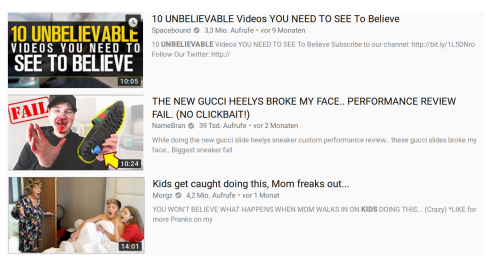 10 UNBELIEVABLE
VIDEOS YOU NEED TO
SEE TO BELIEVE
10:05
10 UNBELIEVABLE Videos YOU NEED TO SEE To Believe
Spacebound 3,3 Mio. Aufrufe • vor 9 Monaten
10 UNBELIEVABLE Videos YOU NEED TO SEE To Believe Subscribe to our channel: http://bit.ly/1L5DNro
Follow Our Twitter: http://
FAIL
10:24
THE NEW GUCCI HEELYS BROKE MY FACE.. PERFORMANCE REVIEW
FAIL. (NO CLICKBAIT!)
NameBran 39 Tsd. Aufrufe • vor 2 Monaten
While doing the new gucci slide heelys sneaker custom performance review.. these gucci slides broke my
face.. Biggest sneaker fail
14:01
Kids get caught doing this, Mom freaks out...
Morgz 4,2 Mio. Aufrufe • vor 1 Monat
YOU WON'T BELIEVE WHAT HAPPENS WHEN MOM WALKS IN ON KIDS DOING THIS... (Crazy) *LIKE for
more Pranks on my